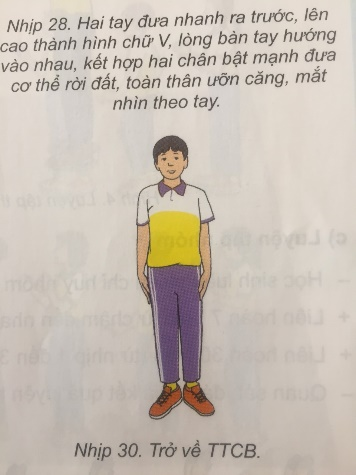 Nhịp 28. Hai tay đưa nhanh ra trước, lên
cao thành hình chữ V, lòng bàn tay hướng
vào nhau, kết hợp hai chân bật mạnh đưa
cơ thể rời đất, toàn thân ưỡn căng, mắt
nhìn theo tay.
Nhịp 30. Trở về TTCB.